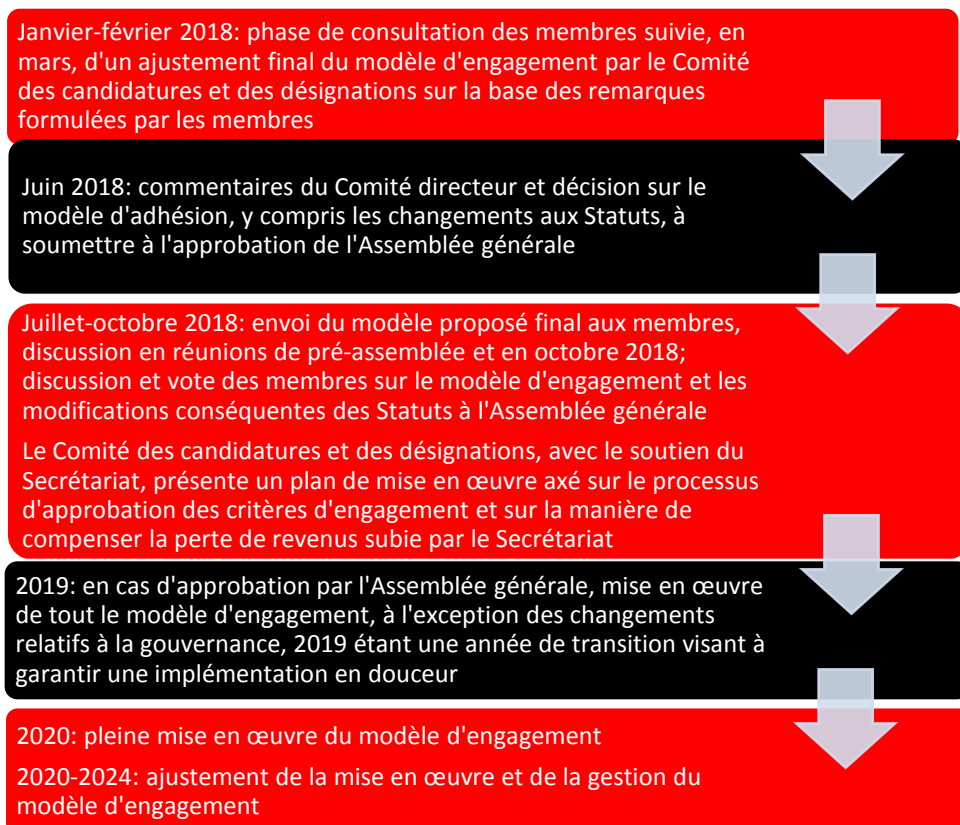 Janvier-février 2018: phase de consultation des membres suivie, en
mars, d'un ajustement final du modèle d'engagement par le Comité
des candidatures et des désignations sur la base des remarques
formulées par les membres
Juin 2018: commentaires du Comité directeur et décision sur le
modèle d'adhésion, y compris les changements aux Statuts, à
soumettre à l'approbation de l'Assemblée générale
Juillet-octobre 2018: envoi du modèle proposé final aux membres,
discussion en réunions de pré-assemblée et en octobre 2018;
discussion et vote des membres sur le modèle d'engagement et les
modifications conséquentes des Statuts à l'Assemblée générale
Le Comité des candidatures et des désignations, avec le soutien du
Secrétariat, présente un plan de mise en œuvre axé sur le processus
d'approbation des critères d'engagement et sur la manière de
compenser la perte de revenus subie par le Secrétariat
2019: en cas d'approbation par l'Assemblée générale, mise en œuvre
de tout le modèle d'engagement, à l'exception des changements
relatifs à la gouvernance, 2019 étant une année de transition visant à
garantir une implémentation en douceur
2020: pleine mise en œuvre du modèle d'engagement
2020-2024: ajustement de la mise en œuvre et de la gestion du
modèle d'engagement